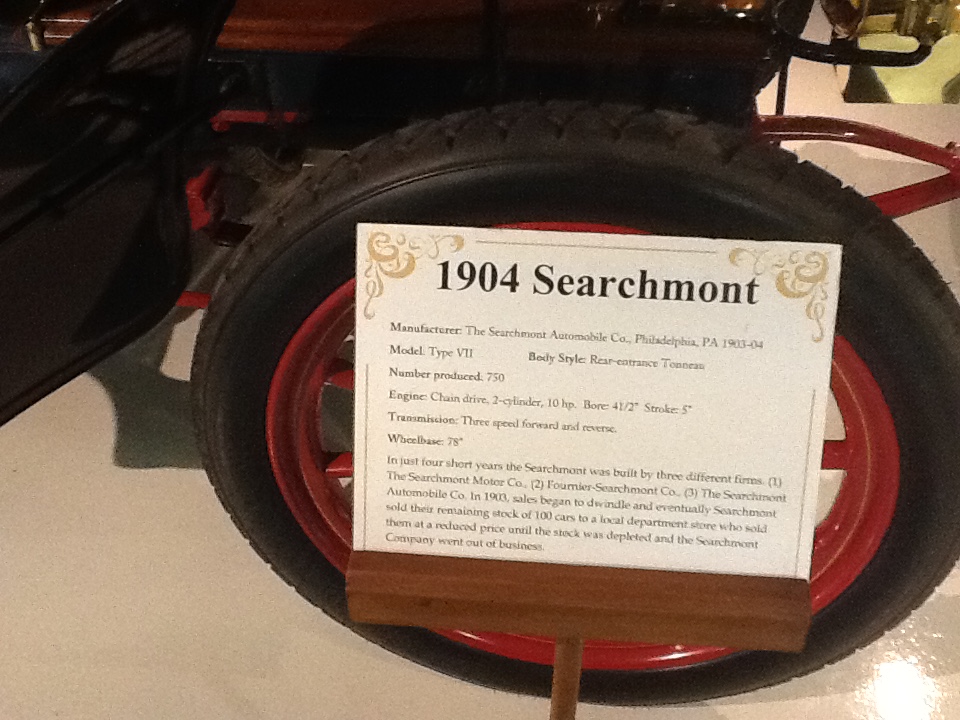 1904 Searchmont
Manufacturer: The Searchmont Automobile Co., Philadelphia, PA 1903-04
Model: Type VII Body Style: Rear-entrance Tonneau
Number produced: 750
Engine: Chain drive, 2-cylinder, 10 hp. Bore: 41/2" Stroke: 5"
Transmission: Three speed forward and reverse.
Wheelbase: 78"
In just four short years the Searchmont was built by three different firms. (1)
The Searchmont Motor Co., (2) Fournier-Searchmont Co., (3) The Searchmont
Automobile Co. In 1903, sales began to dwindle and eventually Searchmont
sold their remaining stock of 100 cars to a local department store who sold
them at a reduced price until the stock was depleted and the Searchmont
Company went out of business.